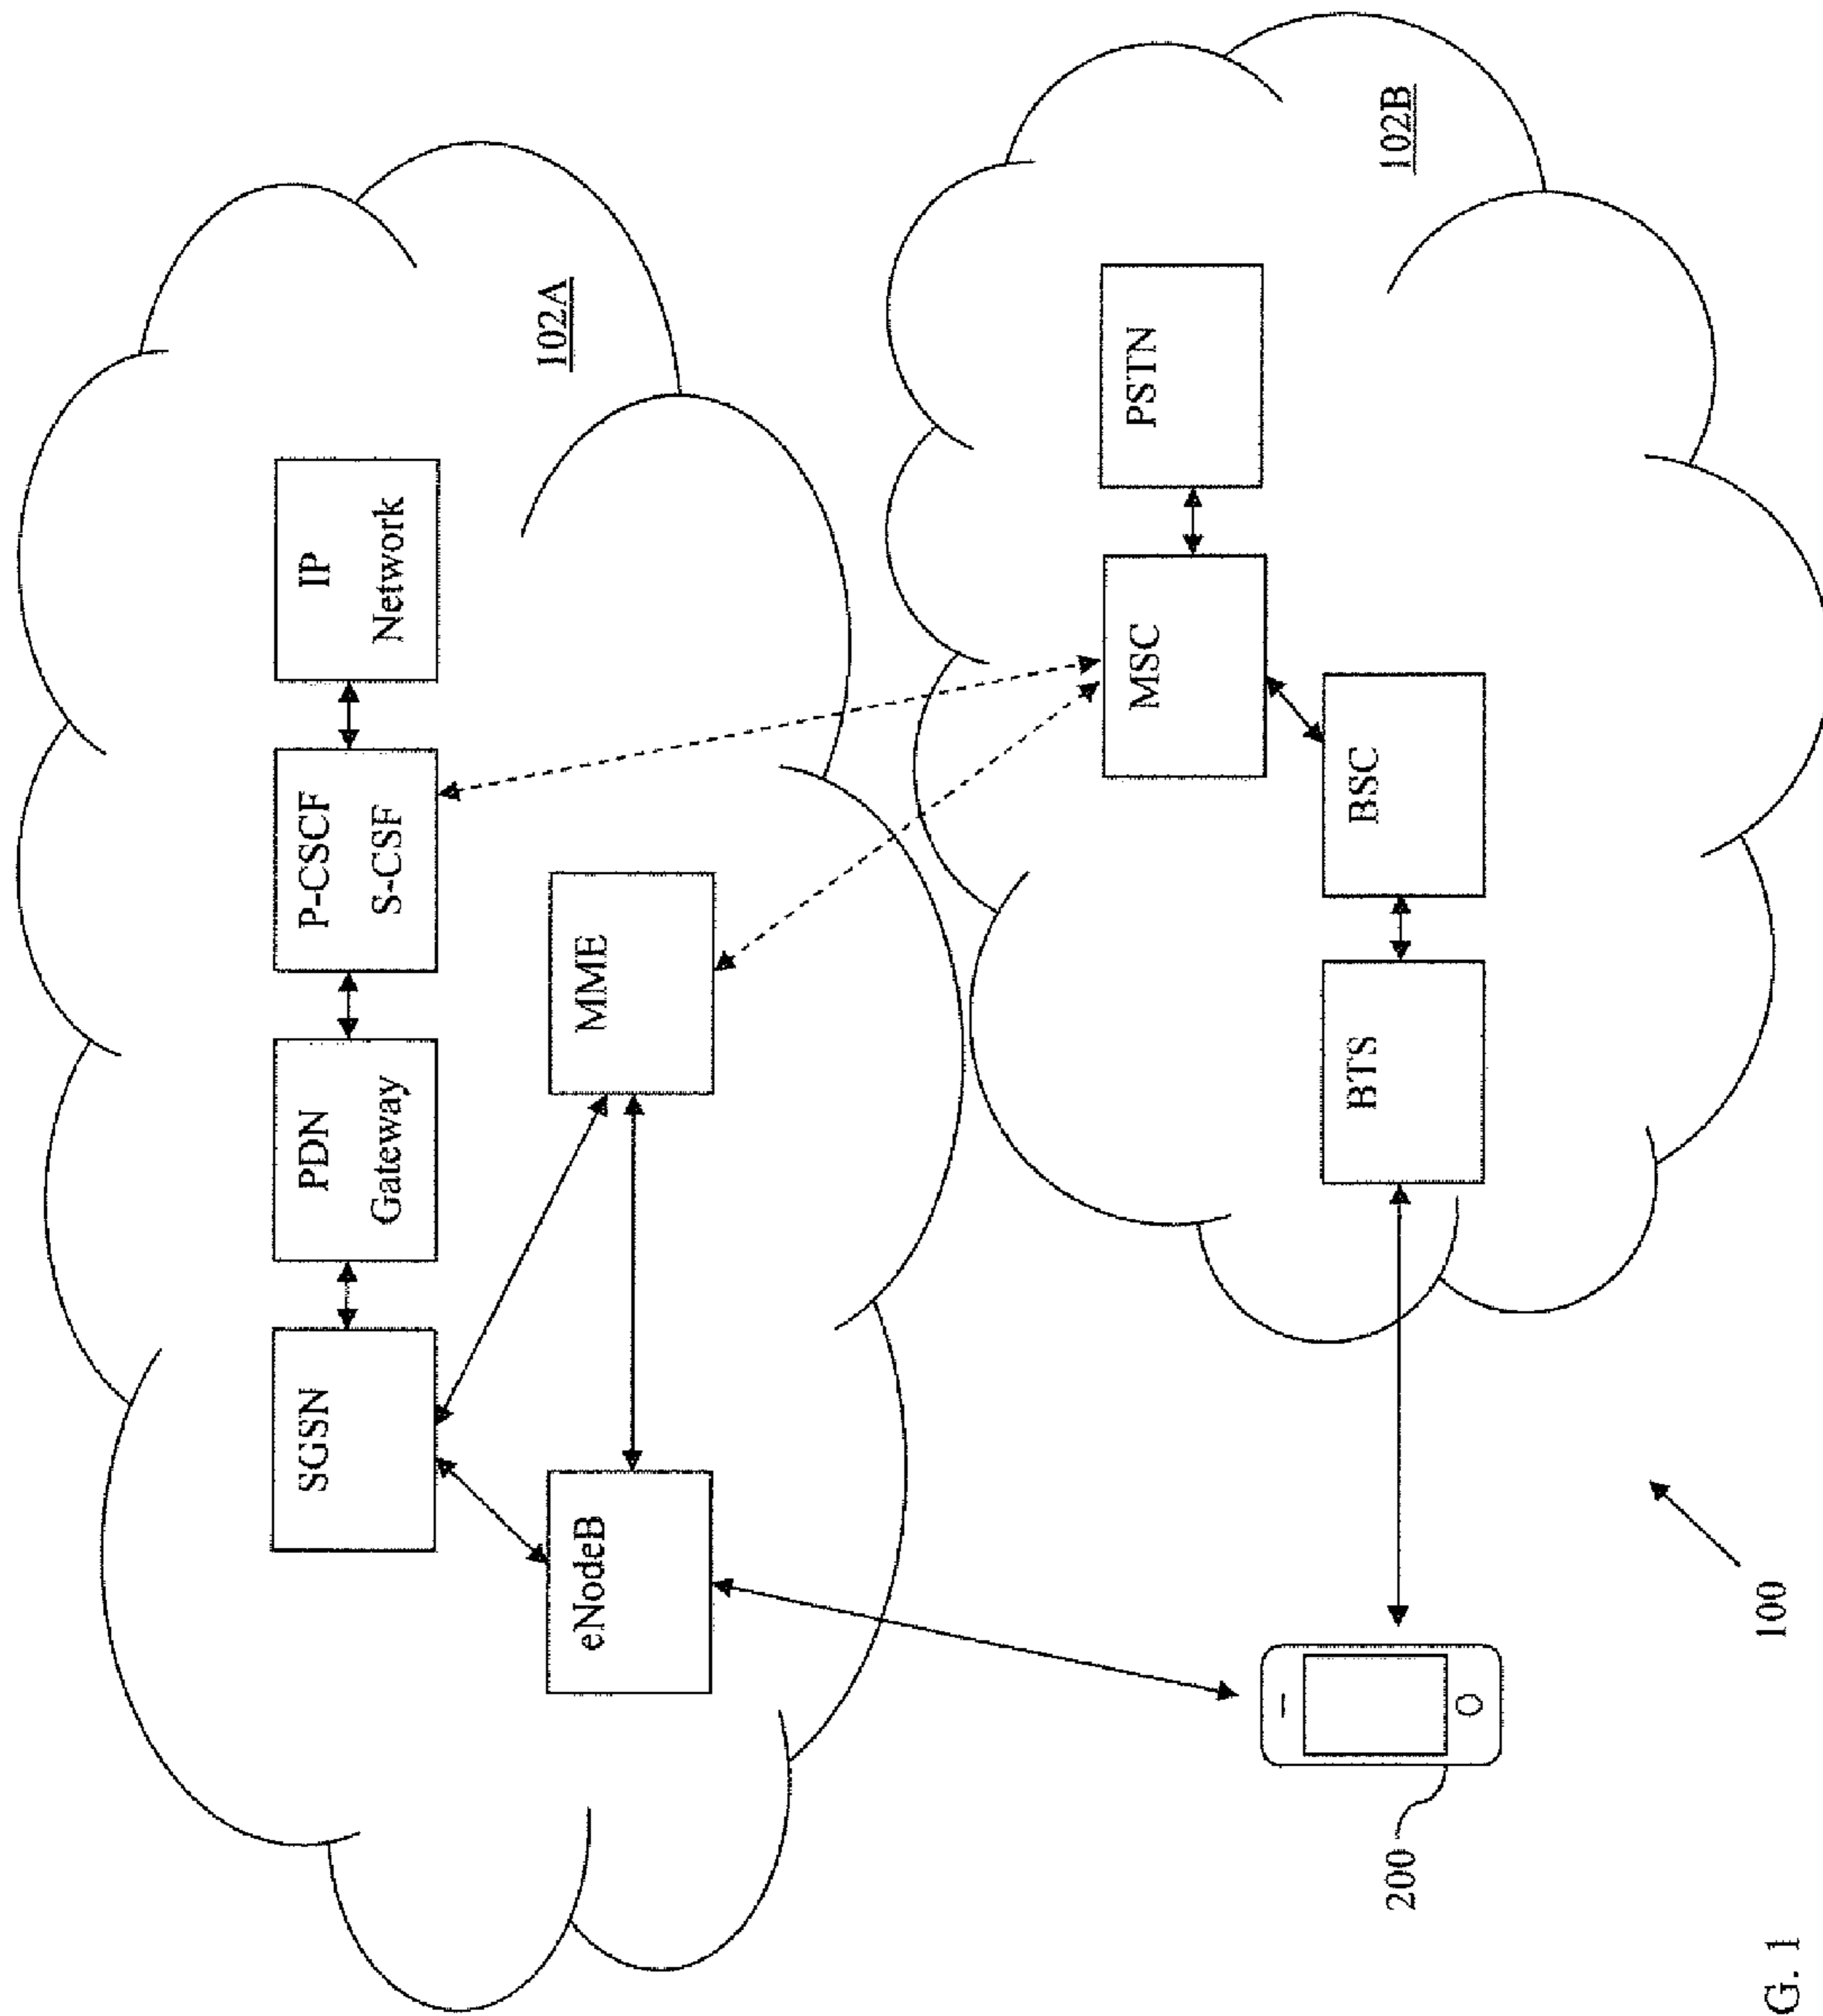 102A
SGSN
PDN
Gateway
P-CSCF
S-CSF
IP
Network
eNodeB
MME
102B
MSC
PSTN
BTS
BSC
200
100
G. 1